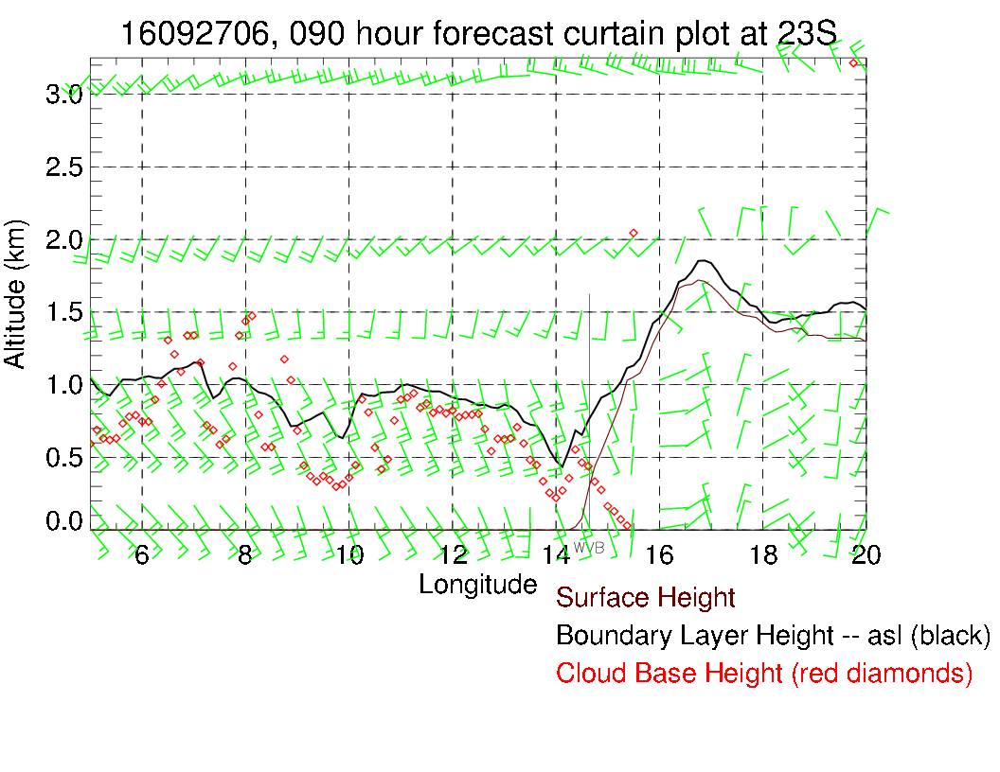 16092706, 090 hour forecast curtain plot at 23S
3.0
2.5
2.0
1.5
1.0
0.5
0.0
Altitude (km)
6 8 10 12 14 16 18 20
WVB
Longitude
Surface Height
Boundary Layer Height -- asl (black)
Cloud Base Height (red diamonds)